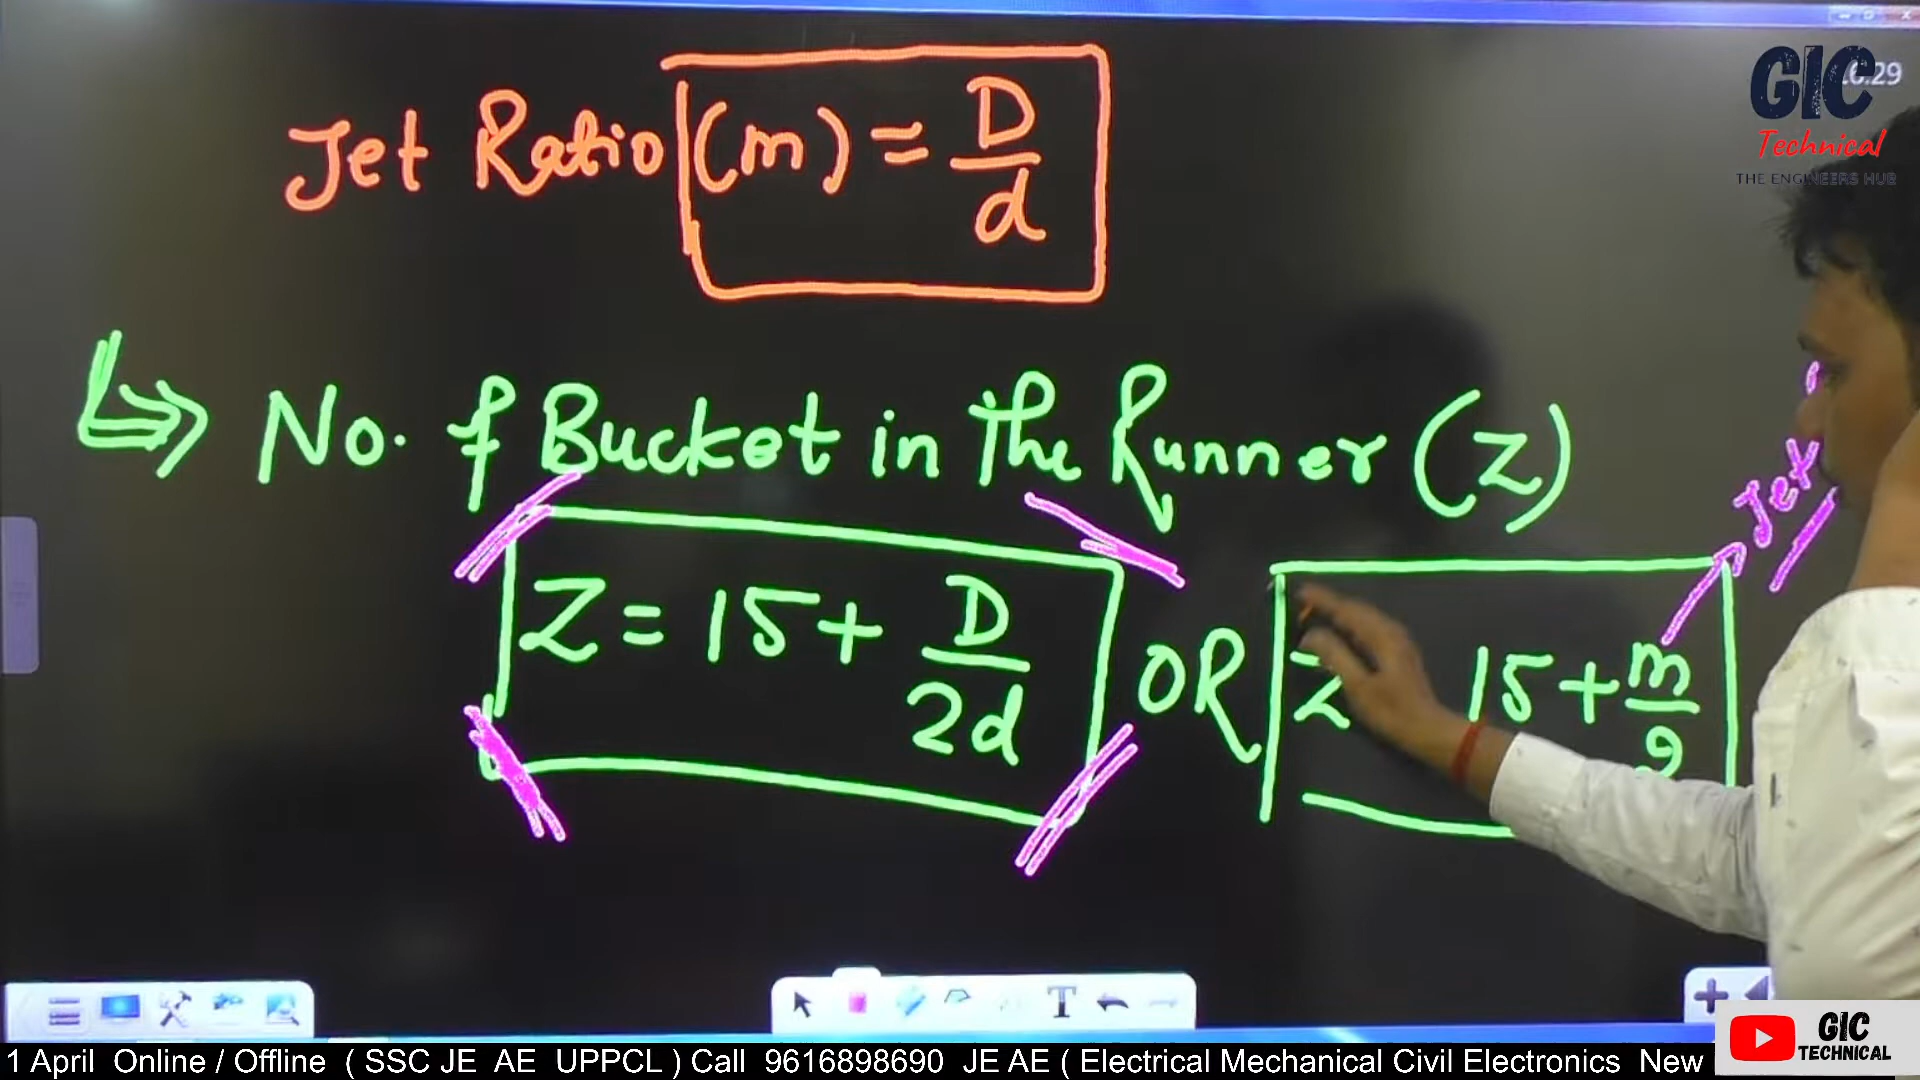 GIC
Technical
THE ENGINEERS HUB
Jet Ratio (m) = D/d
No. of Bucket in the Runner (Z)
Z = 15 + D/2d OR Z 15 + m/2
Jet
T
1 April Online / Offline ( SSC JE AE UPPCL ) Call 9616898690 JE AE ( Electrical Mechanical Civil Electronics New
GIC
TECHNICAL